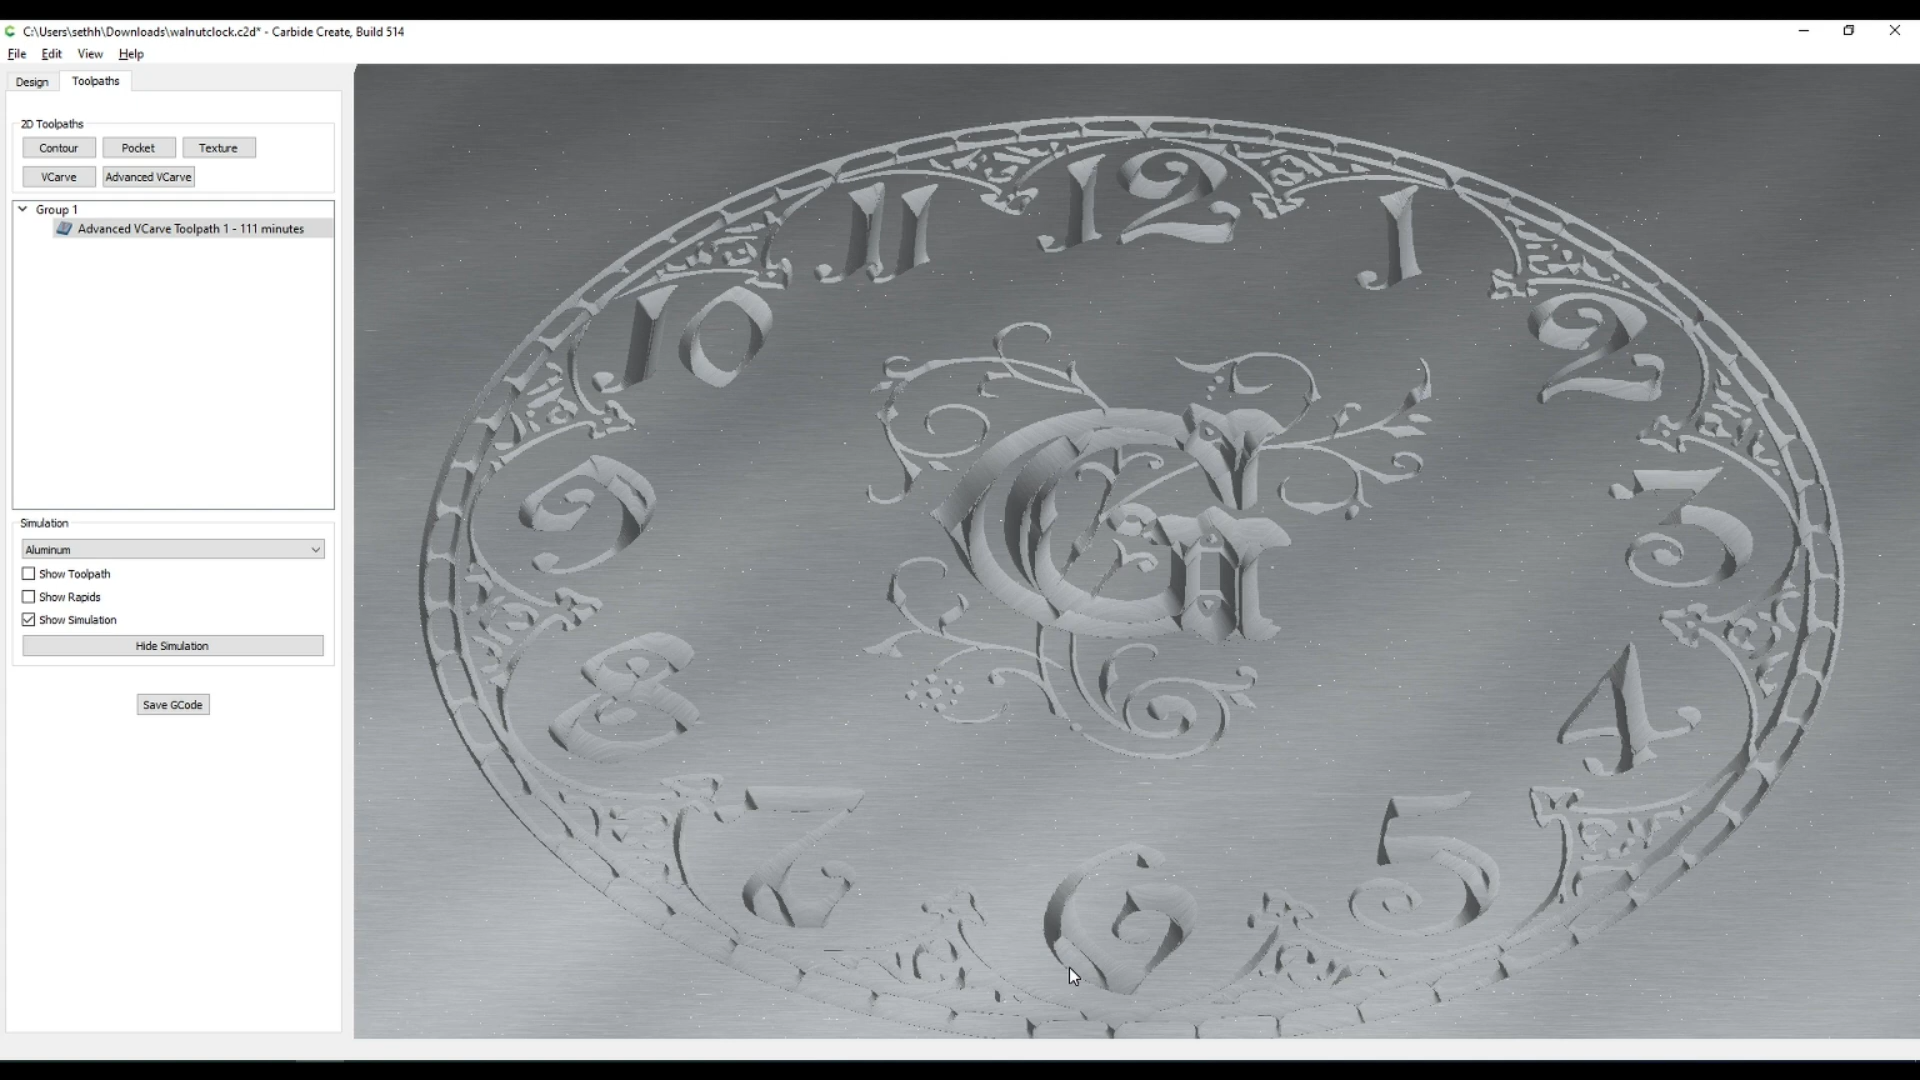 C:\Users\sethh\Downloads\walnutclock.c2d* - Carbide Create, Build 514
File Edit View Help
Design Toolpaths
2D Toolpaths
Contour Pocket Texture
VCarve Advanced VCarve
Group 1
Advanced VCarve Toolpath 1 - 111 minutes
Simulation
Aluminum
Show Toolpath
Show Rapids
Show Simulation
Hide Simulation
Save GCode
12
11 1
10 2
9 3
8 4
7 5
6